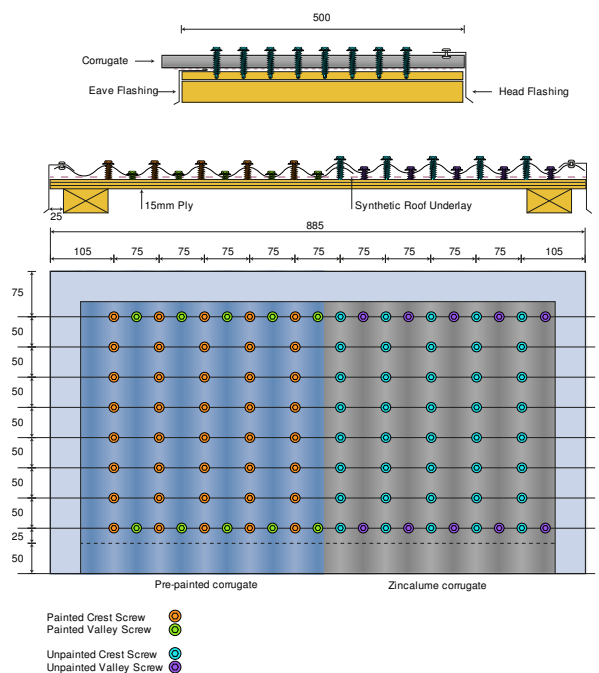 500
Corrugate
Eave Flashing
Head Flashing
15mm Ply
Synthetic Roof Underlay
25
885
105 75 75 75 75 75 75 75 75 75 105
75
50
50
50
50
50
50
50
25
50
Pre-painted corrugate Zincalume corrugate
Painted Crest Screw
Painted Valley Screw
Unpainted Crest Screw
Unpainted Valley Screw